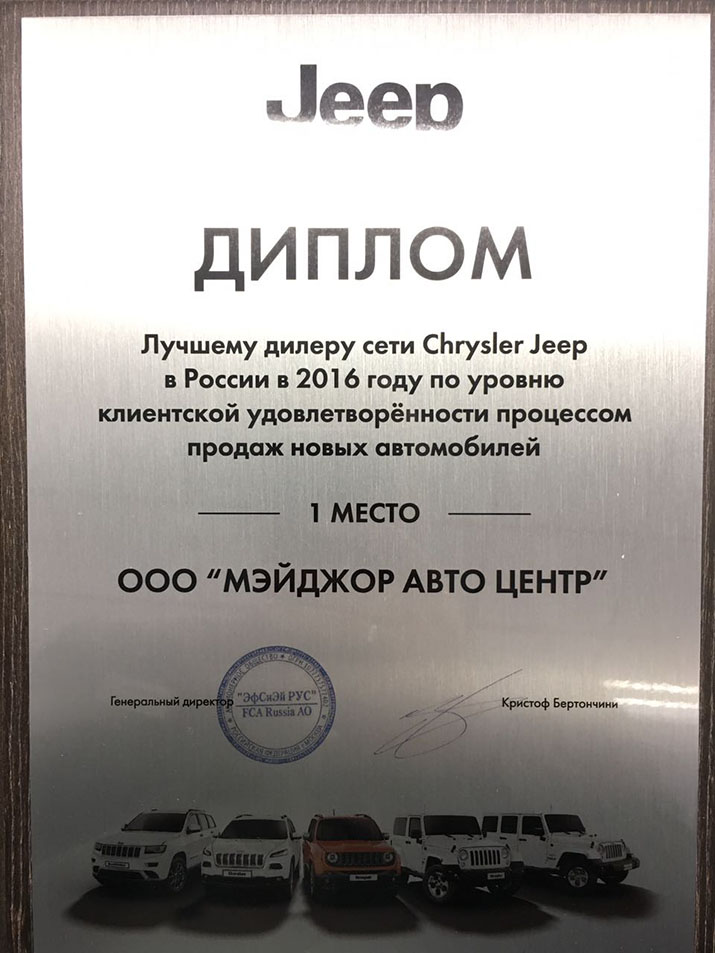 Jeep
ДИПЛОМ
Лучшему дилеру сети Chrysler Jeep
в России в 2016 году по уровню
клиентской удовлетворённости процессом
продаж новых автомобилей
1 МЕСТО
ООО “МЭЙДЖОР АВТО ЦЕНТР”
Генеральный директор
"ЭфСиЭй РУС"
FCA Russia AO
Кристоф Бертончини